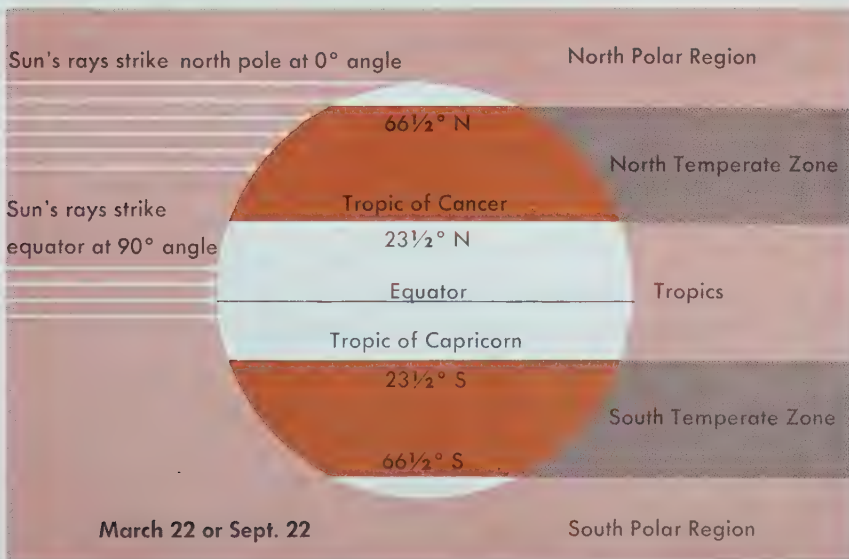 Sun's rays strike north pole at 0° angle
North Polar Region
66½° N
North Temperate Zone
Tropic of Cancer
Sun's rays strike
equator at 90° angle
23½° N
Equator
Tropics
Tropic of Capricorn
23½° S
South Temperate Zone
66½° S
March 22 or Sept. 22
South Polar Region